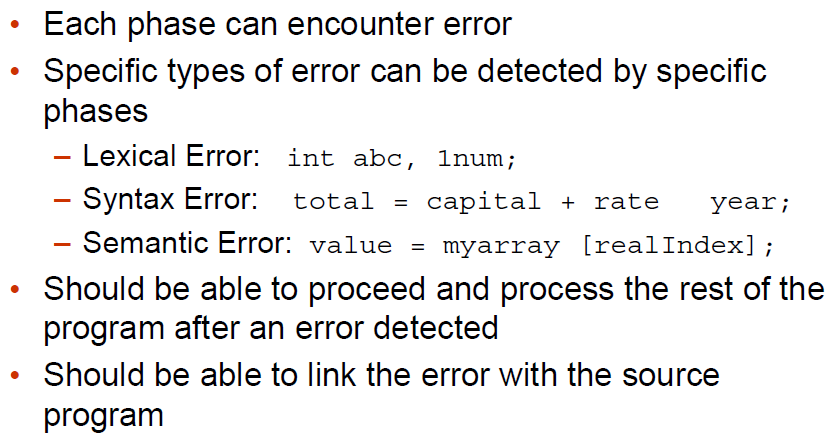 • Each phase can encounter error
• Specific types of error can be detected by specific
phases
– Lexical Error: int abc, 1num;
– Syntax Error: total = capital + rate year;
– Semantic Error: value = myarray [realIndex];
• Should be able to proceed and process the rest of the
program after an error detected
• Should be able to link the error with the source
program